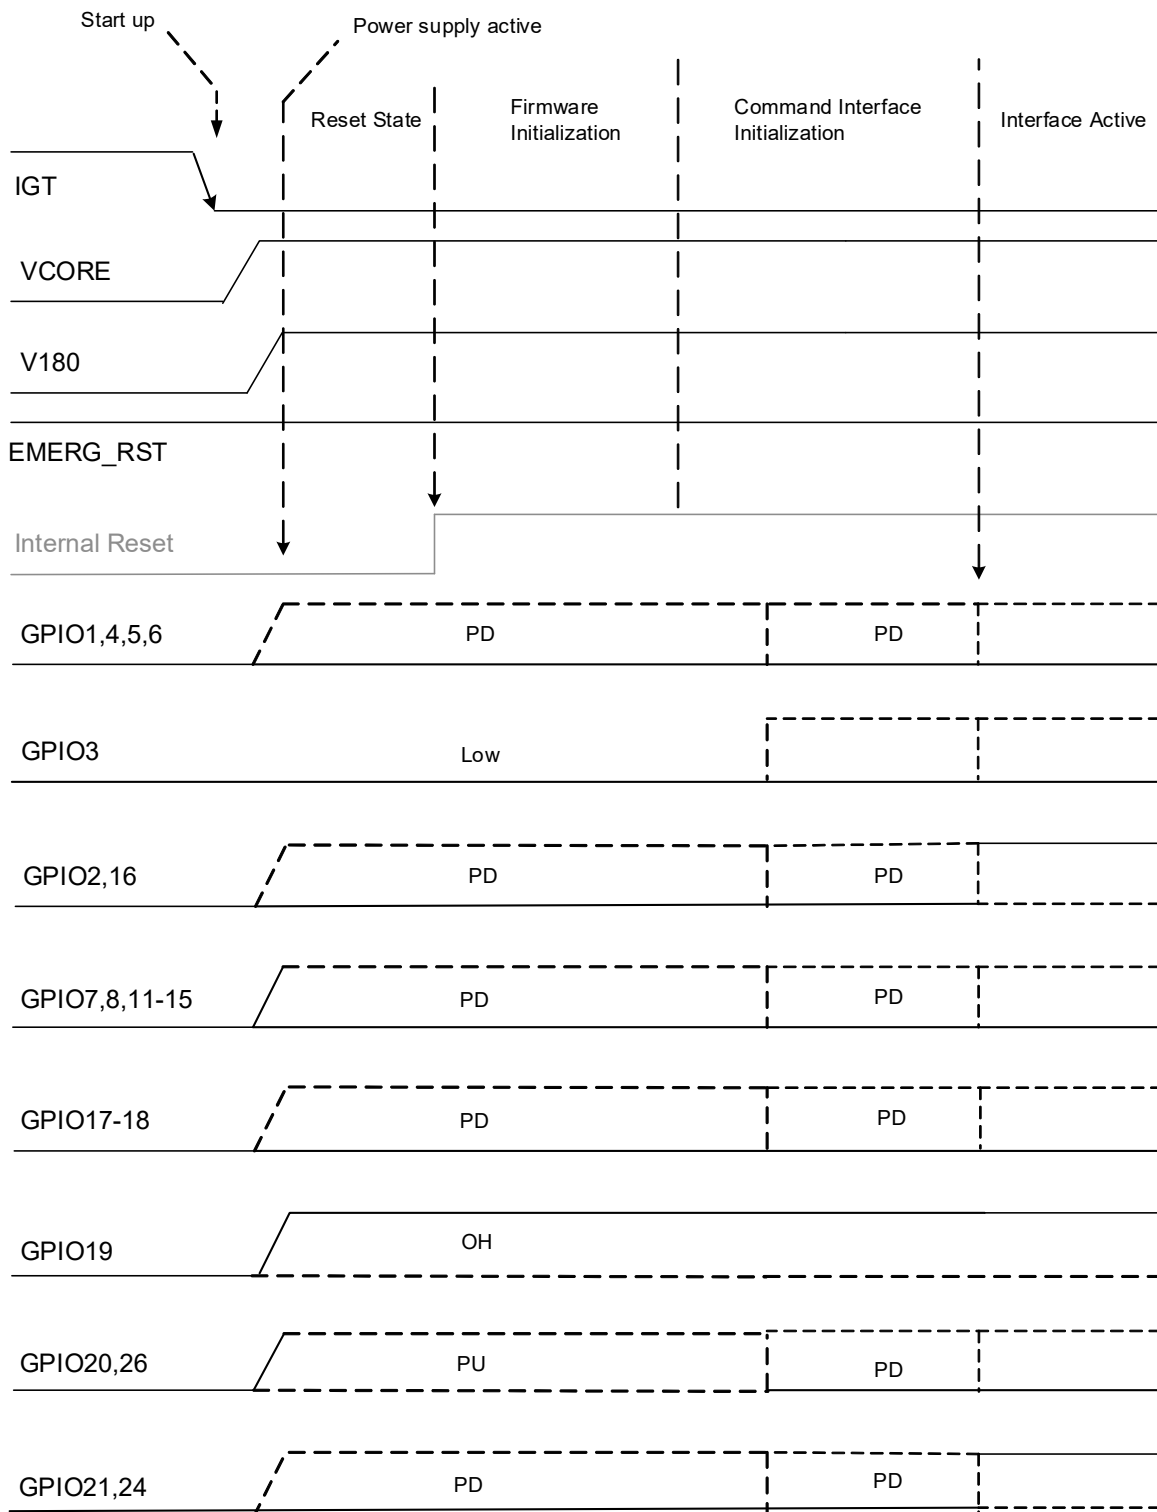 Start up
Power supply active
Reset State
Firmware
Initialization
Command Interface
Initialization
Interface Active
IGT
VCORE
V180
EMERG_RST
Internal Reset
GPIO1,4,5,6
PD
PD
GPIO3
Low
GPIO2,16
PD
PD
GPIO7,8,11-15
PD
PD
GPIO17-18
PD
PD
GPIO19
OH
GPIO20,26
PU
PD
GPIO21,24
PD
PD